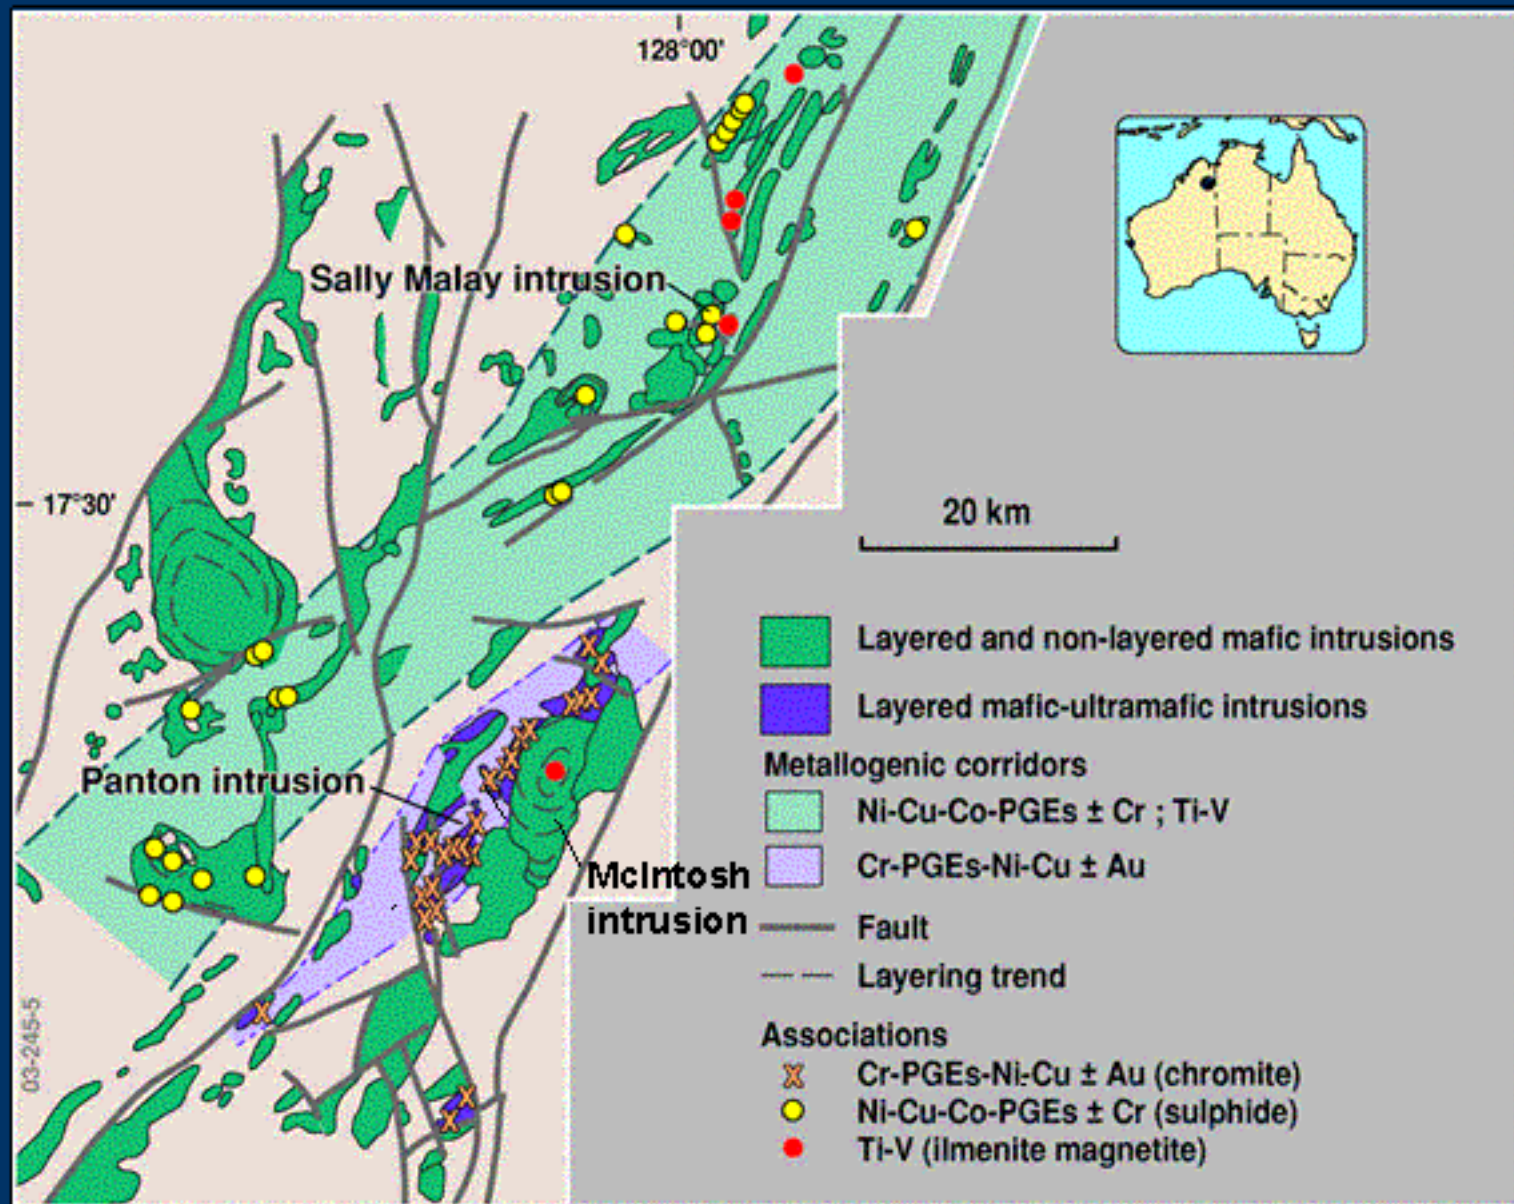 128°00'
Sally Malay intrusion
17°30'
20 km
Panton intrusion
McIntosh
intrusion
Layered and non-layered mafic intrusions
Layered mafic-ultramafic intrusions
Metallogenic corridors
Ni-Cu-Co-PGEs ± Cr ; Ti-V
Cr-PGEs-Ni-Cu ± Au
Fault
Layering trend
Associations
Cr-PGEs-Ni-Cu ± Au (chromite)
Ni-Cu-Co-PGEs ± Cr (sulphide)
Ti-V (ilmenite magnetite)
03-245-5